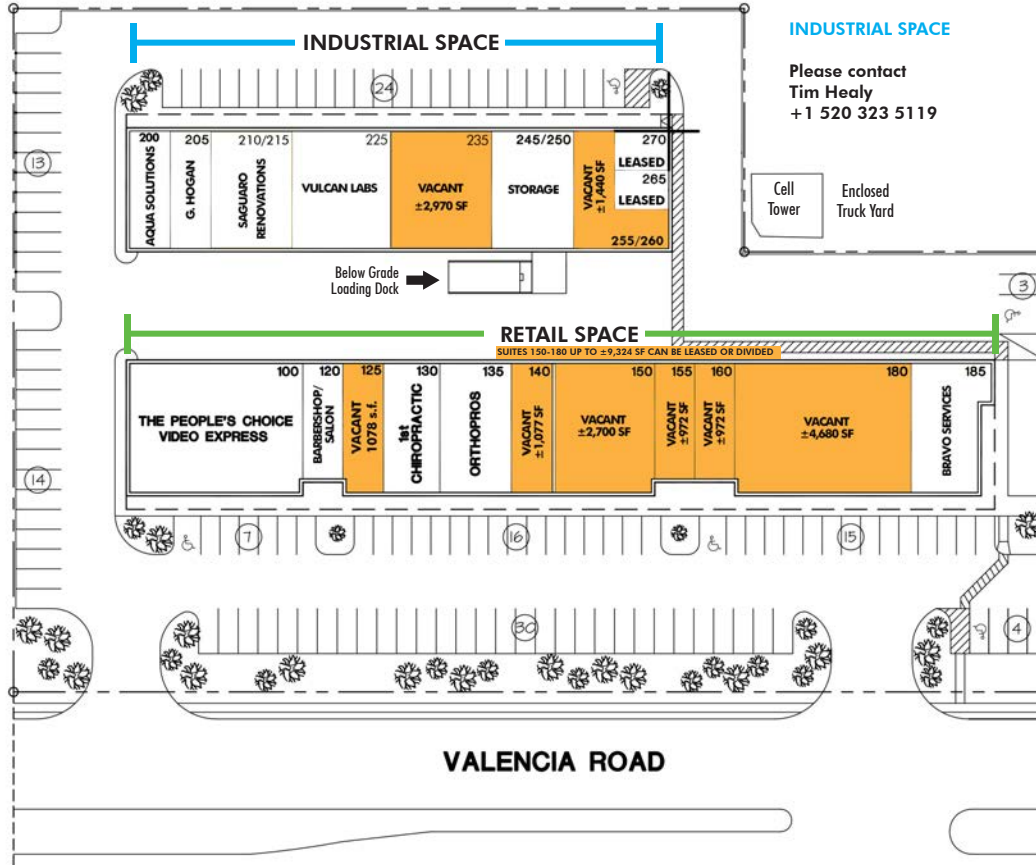 INDUSTRIAL SPACE
INDUSTRIAL SPACE
Please contact
Tim Healy
+1 520 323 5119
24
13
200
AQUA SOLUTIONS
205
G. HOGAN
210/215
SAGUARO
RENOVATIONS
225
VULCAN LABS
235
VACANT
±2,970 SF
245/250
STORAGE
VACANT
±1,440 SF
255/260
270
LEASED
265
LEASED
Cell
Tower
Enclosed
Truck Yard
Below Grade
Loading Dock
3
RETAIL SPACE
SUITES 150-180 UP TO ±9,324 SF CAN BE LEASED OR DIVIDED
100
THE PEOPLE'S CHOICE
VIDEO EXPRESS
120
BARBERSHOP/
SALON
125
VACANT
1078 s.f.
130
1st
CHIROPRACTIC
135
ORTHOPROS
140
VACANT
±1,077 SF
150
VACANT
±2,700 SF
155
VACANT
±972 SF
160
VACANT
±972 SF
180
VACANT
±4,680 SF
185
BRAVO SERVICES
14
7
16
15
30
4
VALENCIA ROAD